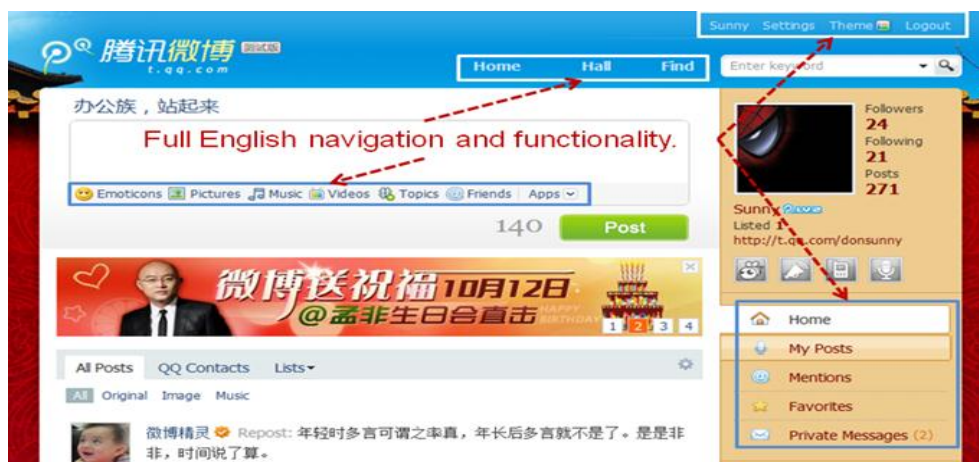 Sunny Settings Theme Logout
腾讯微博 测试版
t.qq.com
Home Hall Find
Enter keyword
办公族，站起来
Full English navigation and functionality.
Emoticons Pictures Music Videos Topics Friends Apps
140 Post
Followers
24
Following
21
Posts
271
Sunny
Listed 1
http://t.qq.com/donsunny
微博送祝福10月12日
@孟非生日会直击
HAPPY BIRTHDAY
1 2 3 4
Home
My Posts
Mentions
Favorites
Private Messages (2)
All Posts QQ Contacts Lists
All Original Image Music
微博精灵 Repost: 年轻时多言可谓之率真，年长后多言就不是了。是是非
非，时间说了算。